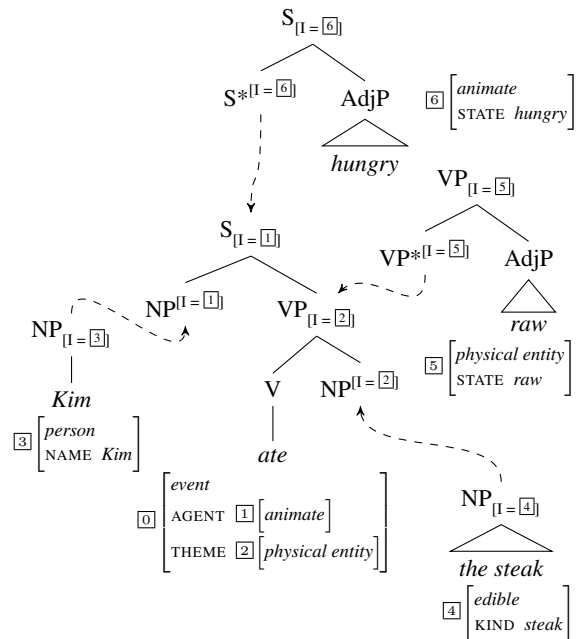 S[I = 6]
S*[I = 6] AdjP
hungry
6 [animate
STATE hungry]
VP[I = 5]
VP*[I = 5] AdjP
raw
5 [physical entity
STATE raw]
S[I = 1]
NP[I = 1] VP[I = 2]
NP[I = 3]
Kim
3 [person
NAME Kim]
V NP[I = 2]
ate
0 [event
AGENT 1 [animate]
THEME 2 [physical entity]]
NP[I = 4]
the steak
4 [edible
KIND steak]